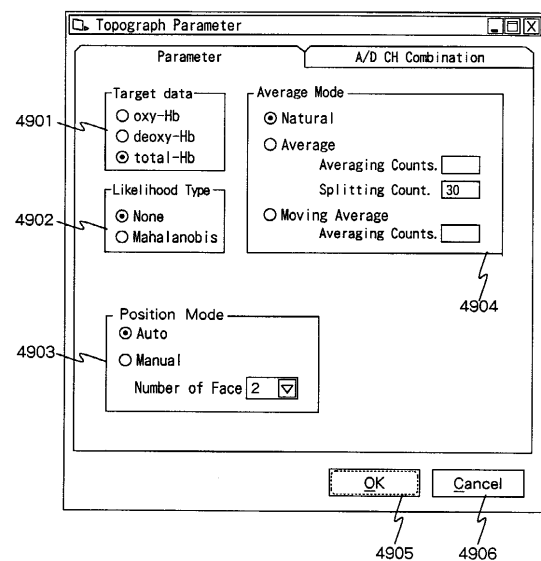 Topograph Parameter
Parameter
A/D CH Combination
Target data
oxy-Hb
deoxy-Hb
total-Hb
4901
Likelihood Type
None
Mahalanobis
4902
Average Mode
Natural
Average
Averaging Counts.
Splitting Count. 30
Moving Average
Averaging Counts.
4904
Position Mode
Auto
Manual
Number of Face 2
4903
OK
Cancel
4905
4906